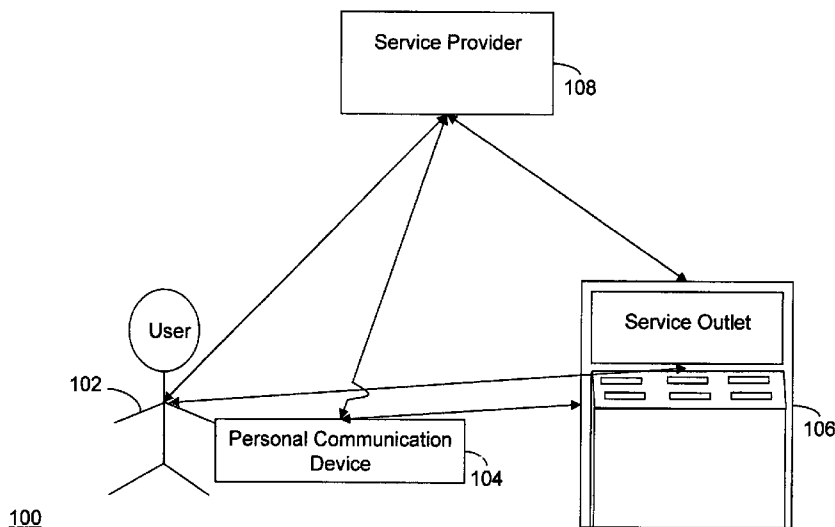 Service Provider
108
User
Service Outlet
102
Personal Communication
Device
104
106
100